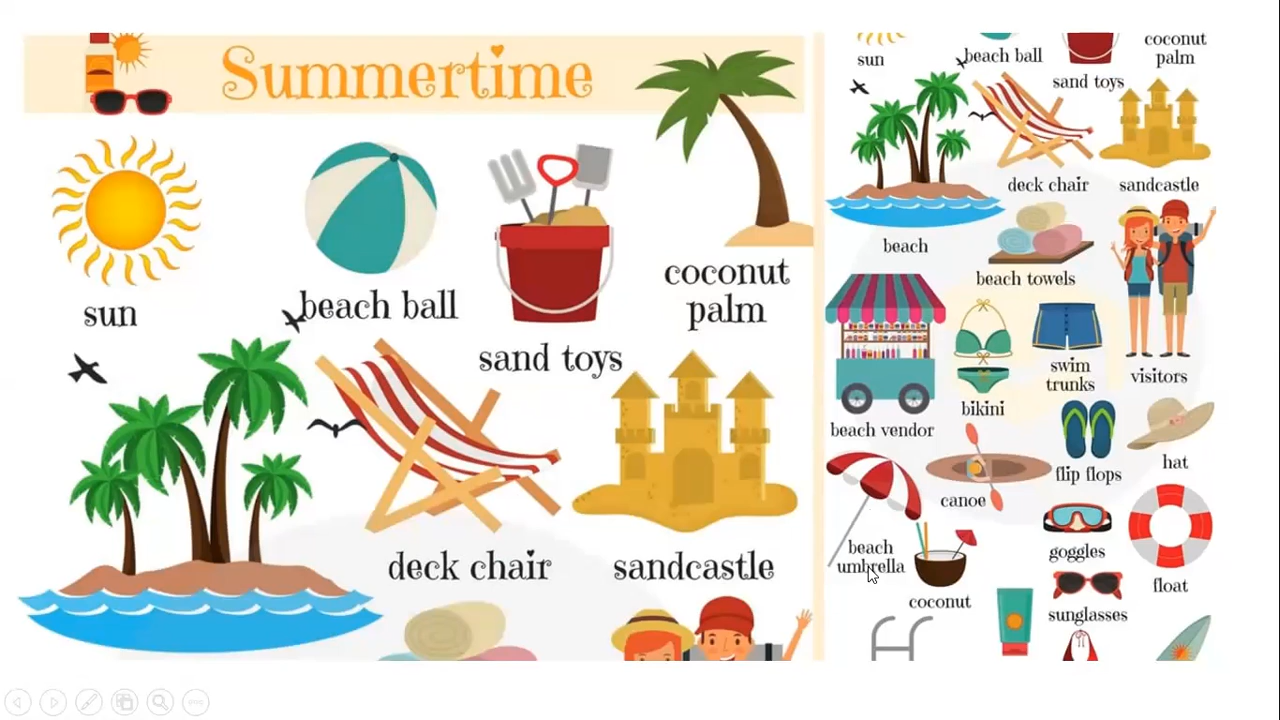 Summertime
sun
beach ball
sand toys
coconut
palm
deck chair
sandcastle
sun
beach ball
sand toys
coconut
palm
deck chair
sandcastle
beach
beach towels
swim
trunks
visitors
bikini
beach vendor
flip flops
hat
canoe
beach
umbrella
goggles
float
coconut
sunglasses